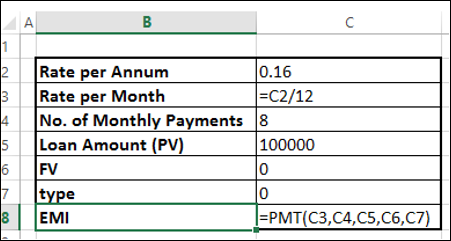 A B C
1
2 Rate per Annum 0.16
3 Rate per Month =C2/12
4 No. of Monthly Payments 8
5 Loan Amount (PV) 100000
6 FV 0
7 type 0
8 EMI =PMT(C3,C4,C5,C6,C7)